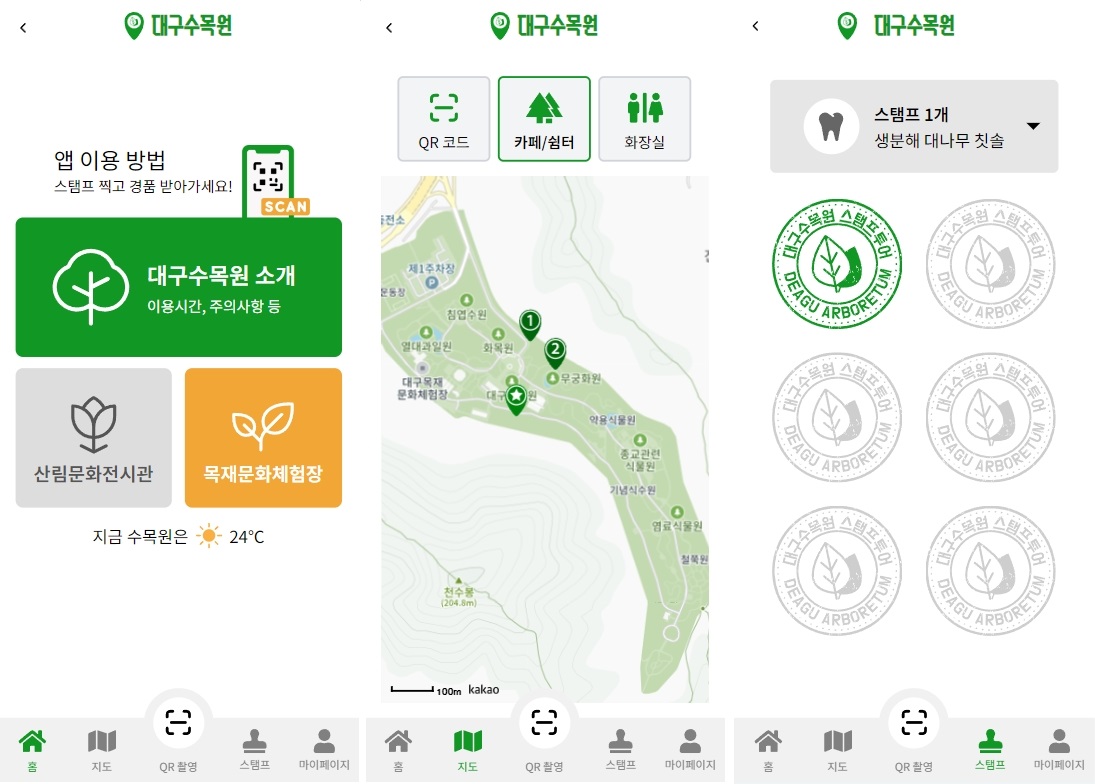 대구수목원
앱 이용 방법
스탬프 찍고 경품 받아가세요!
SCAN
대구수목원 소개
이용시간, 주의사항 등
산림문화전시관
목재문화체험장
지금 수목원은 24°C
홈
지도
QR 촬영
스탬프
마이페이지
대구수목원
QR 코드
카페/쉼터
화장실
제1주차장
P
운동장
침엽수원
열대과일원
화목원
1
2
대구목재
문화체험장
무궁화원
약용식물원
종교관련
식물원
기념식수원
염료식물원
철쭉원
천수봉
(204.8m)
100m kakao
홈
지도
QR 촬영
스탬프
마이페이지
대구수목원
스탬프 1개
생분해 대나무 칫솔
대구수목원 스탬프투어
DEAGU ARBORETUM
대구수목원 스탬프투어
DEAGU ARBORETUM
대구수목원 스탬프투어
DEAGU ARBORETUM
대구수목원 스탬프투어
DEAGU ARBORETUM
대구수목원 스탬프투어
DEAGU ARBORETUM
대구수목원 스탬프투어
DEAGU ARBORETUM
홈
지도
QR 촬영
스탬프
마이페이지